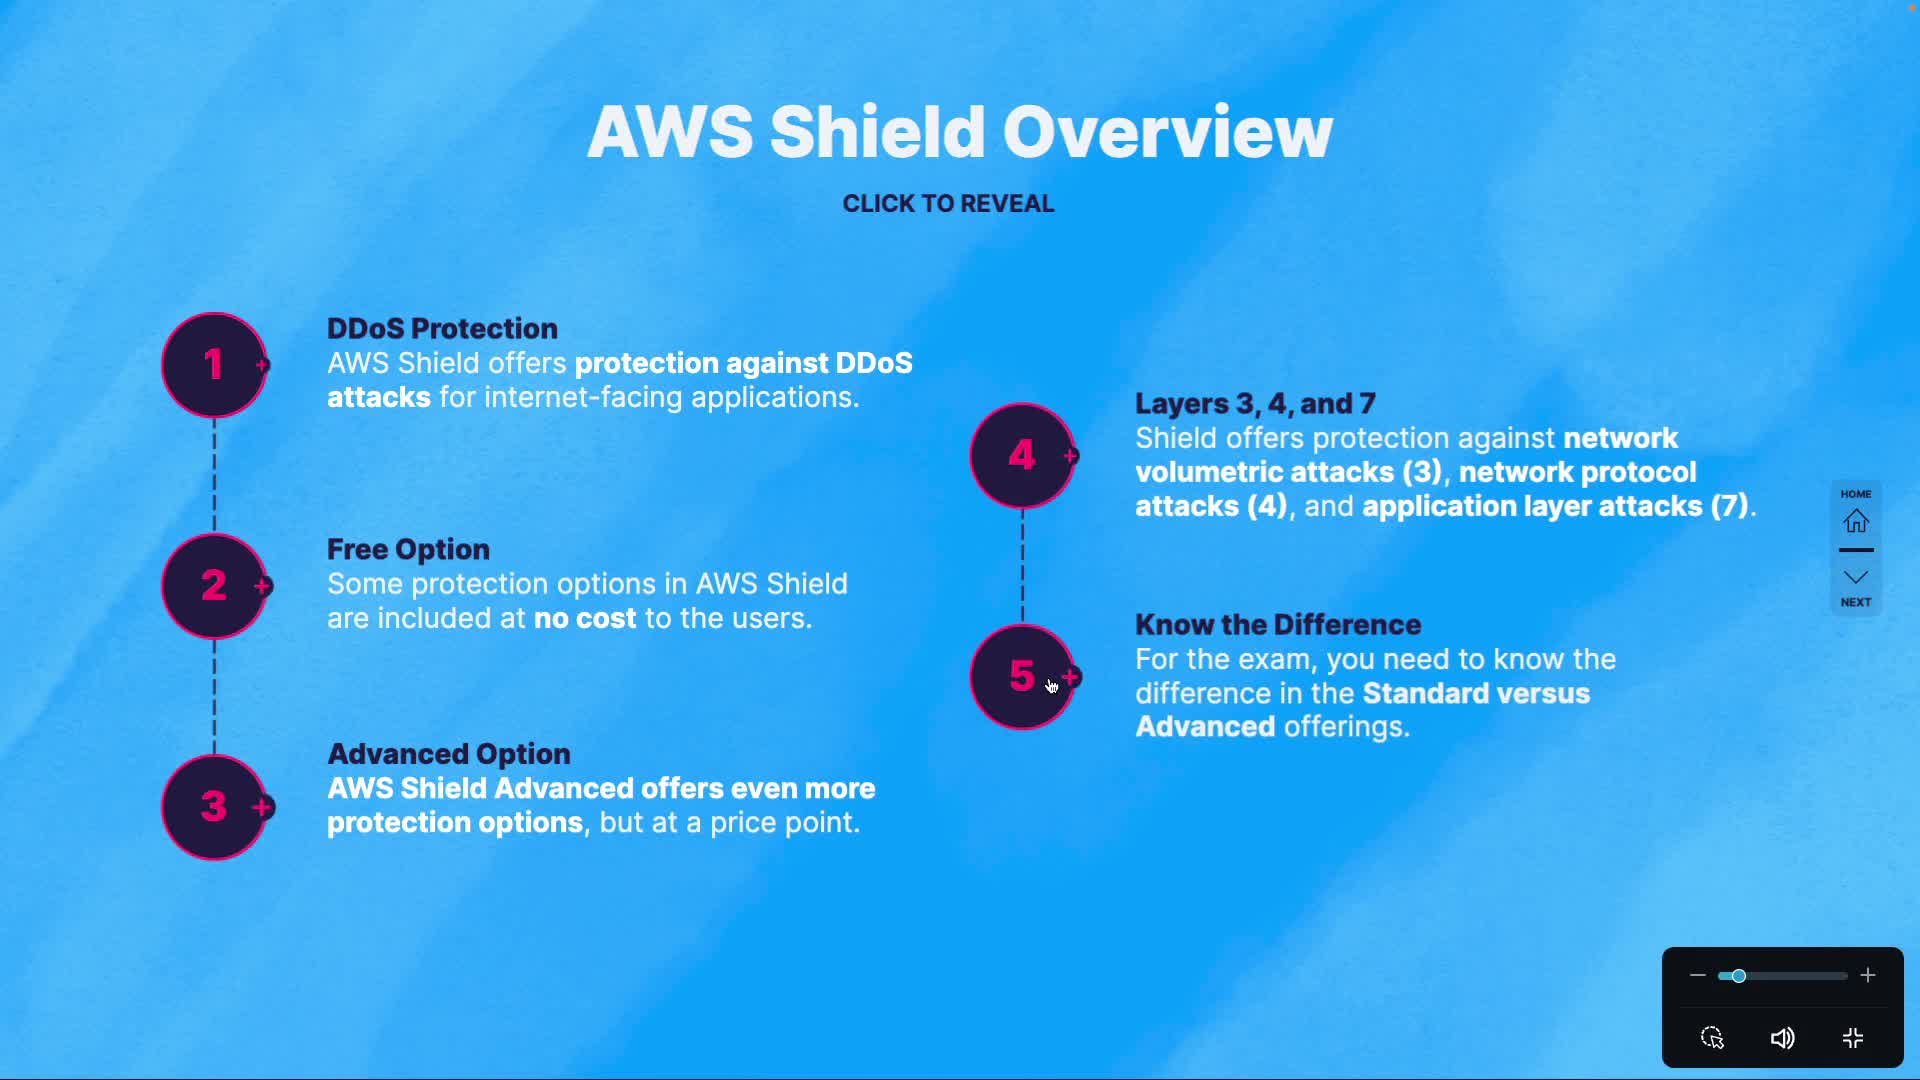 AWS Shield Overview
CLICK TO REVEAL
1
DDoS Protection
AWS Shield offers protection against DDoS
attacks for internet-facing applications.
2
Free Option
Some protection options in AWS Shield
are included at no cost to the users.
3
Advanced Option
AWS Shield Advanced offers even more
protection options, but at a price point.
4
Layers 3, 4, and 7
Shield offers protection against network
volumetric attacks (3), network protocol
attacks (4), and application layer attacks (7).
5
Know the Difference
For the exam, you need to know the
difference in the Standard versus
Advanced offerings.
HOME
NEXT